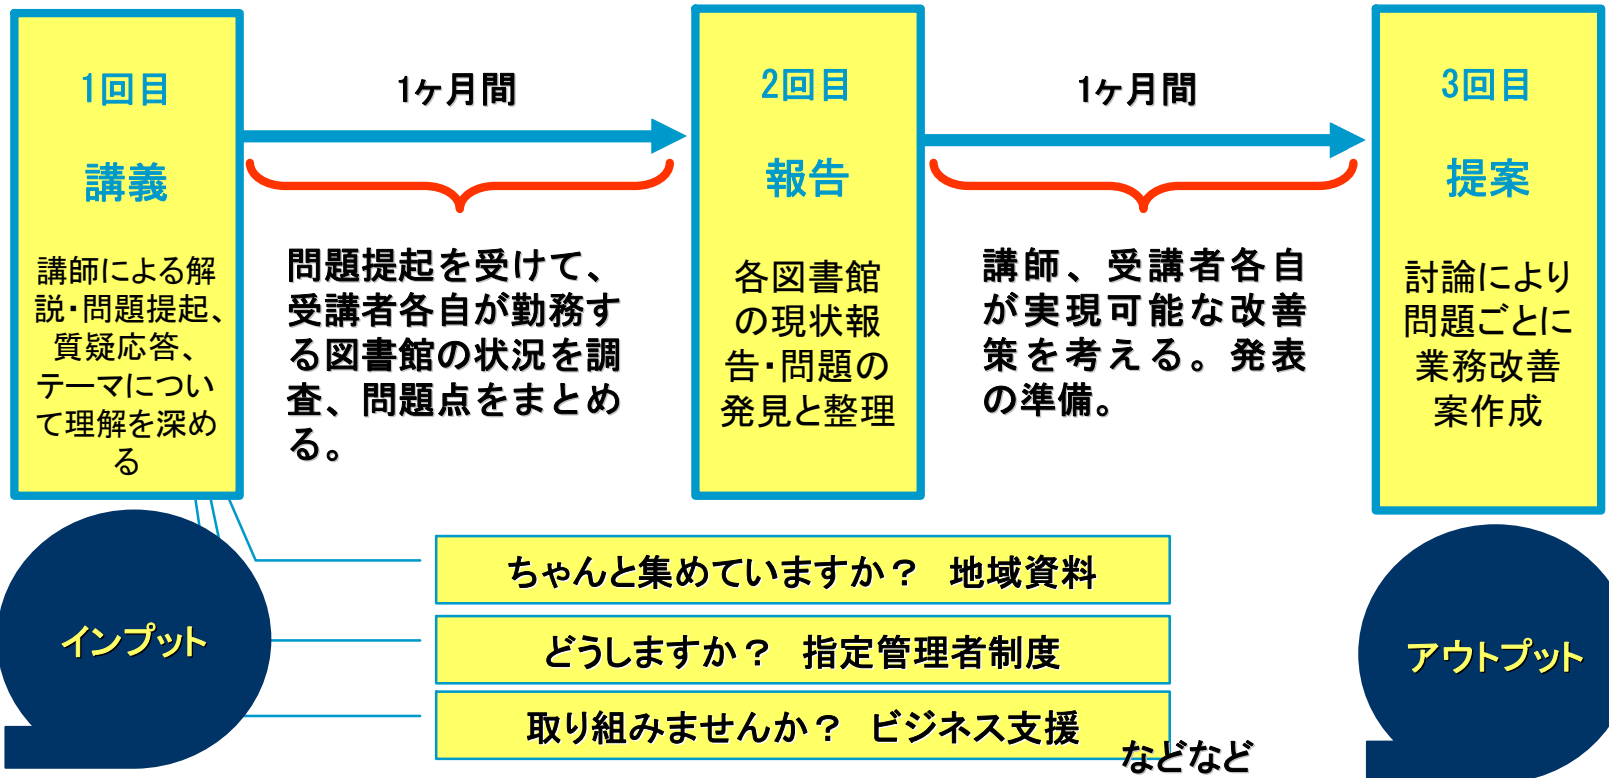 1回目
講義
講師による解
説・問題提起、
質疑応答、
テーマについ
て理解を深め
る
1ヶ月間
問題提起を受けて、
受講者各自が勤務す
る図書館の状況を調
査、問題点をまとめ
る。
2回目
報告
各図書館
の現状報
告・問題の
発見と整理
1ヶ月間
講師、受講者各自
が実現可能な改善
策を考える。発表
の準備。
3回目
提案
討論により
問題ごとに
業務改善
案作成
インプット
ちゃんと集めていますか？　地域資料
どうしますか？　指定管理者制度
取り組みませんか？　ビジネス支援
などなど
アウトプット